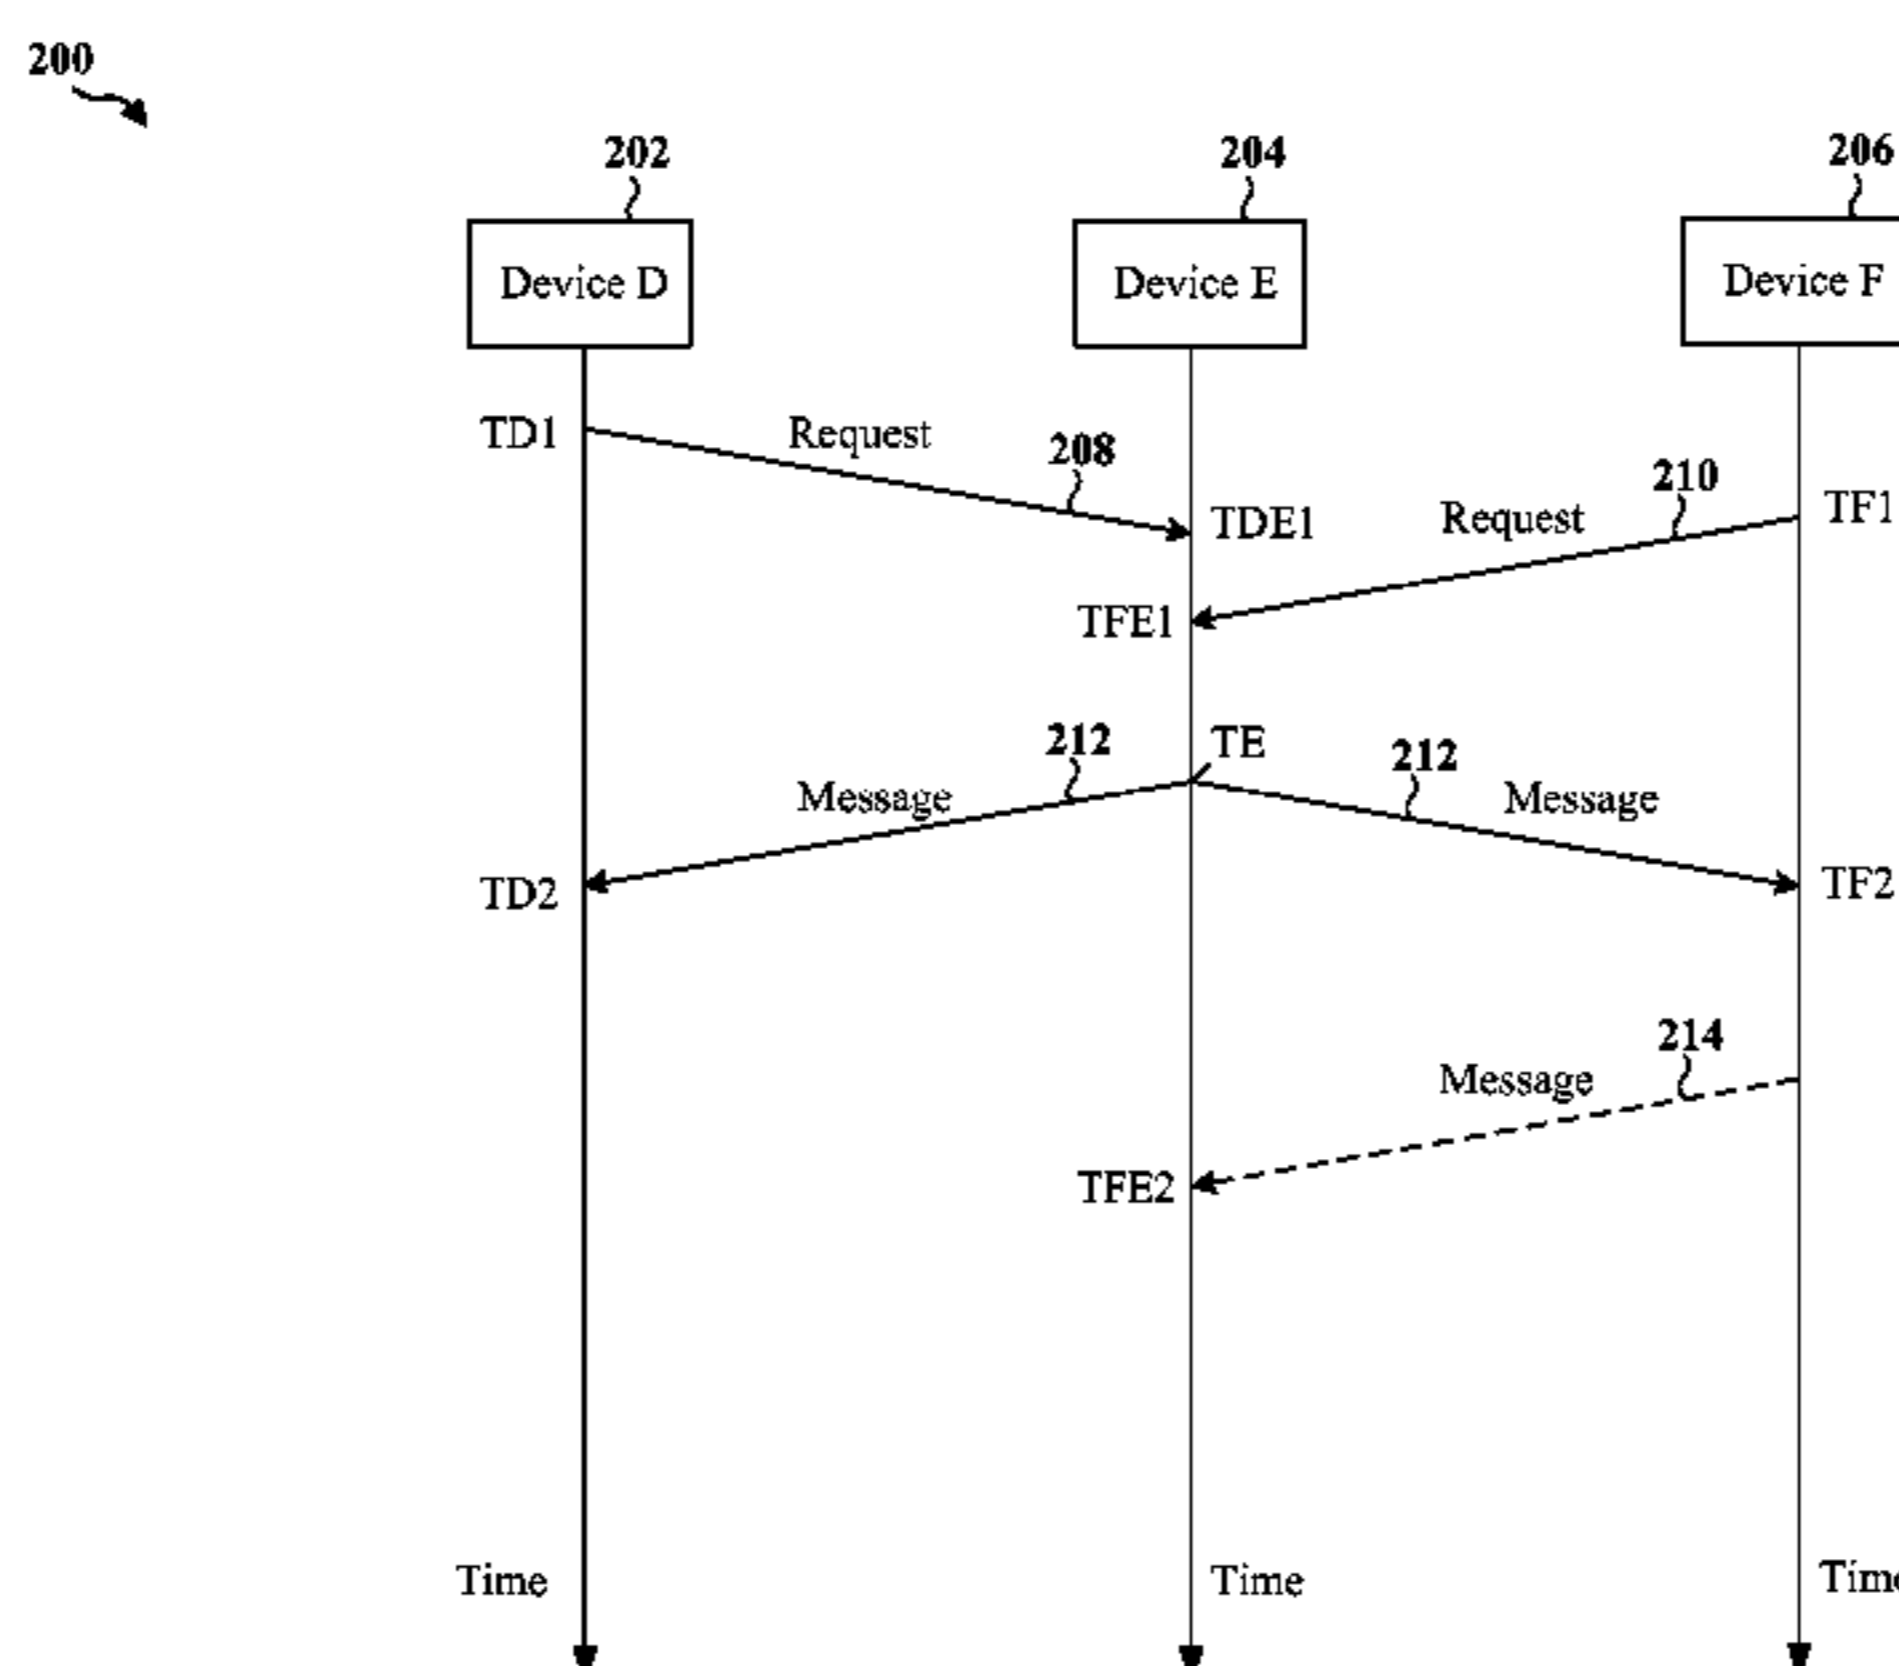 200
202
204
206
Device D
Device E
Device F
TD1
Request
208
TDE1
Request
210
TF1
TFE1
212
TE
212
Message
Message
TD2
TF2
214
Message
TFE2
Time
Time